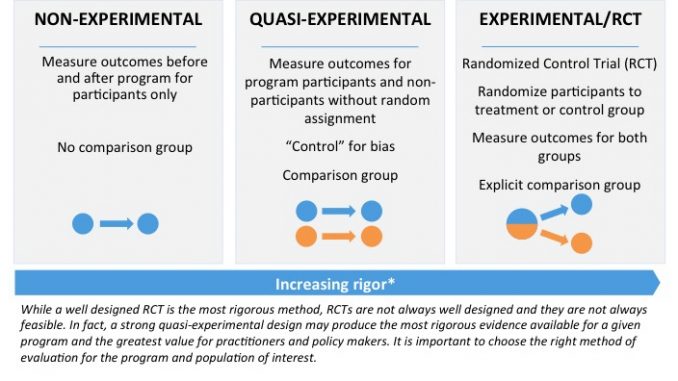 NON-EXPERIMENTAL
Measure outcomes before
and after program for
participants only
No comparison group
QUASI-EXPERIMENTAL
Measure outcomes for
program participants and non-
participants without random
assignment
“Control” for bias
Comparison group
EXPERIMENTAL/RCT
Randomized Control Trial (RCT)
Randomize participants to
treatment or control group
Measure outcomes for both
groups
Explicit comparison group
Increasing rigor*
While a well designed RCT is the most rigorous method, RCTs are not always well designed and they are not always
feasible. In fact, a strong quasi-experimental design may produce the most rigorous evidence available for a given
program and the greatest value for practitioners and policy makers. It is important to choose the right method of
evaluation for the program and population of interest.